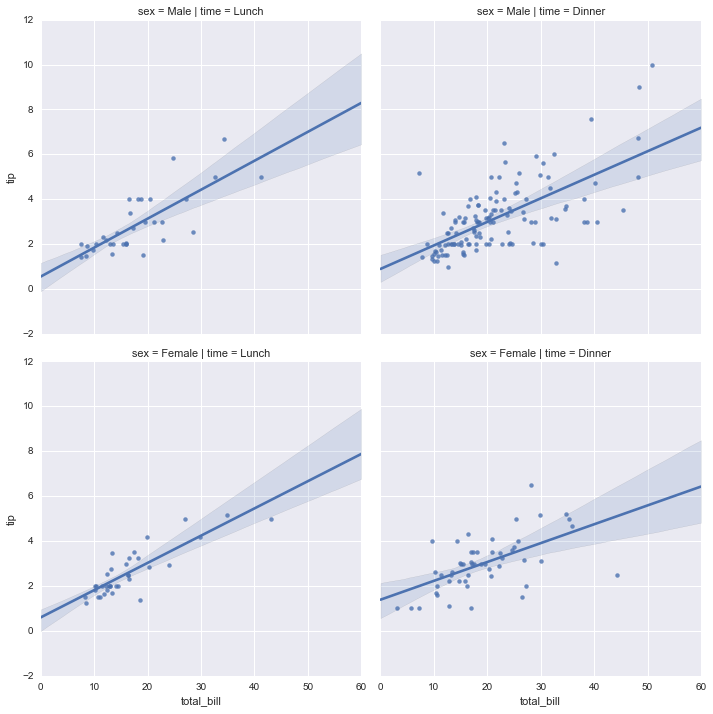 sex = Male | time = Lunch
sex = Male | time = Dinner
12
10
8
6
4
2
0
−2
tip
sex = Female | time = Lunch
sex = Female | time = Dinner
12
10
8
6
4
2
0
−2
tip
0 10 20 30 40 50 60
0 10 20 30 40 50 60
total_bill
total_bill